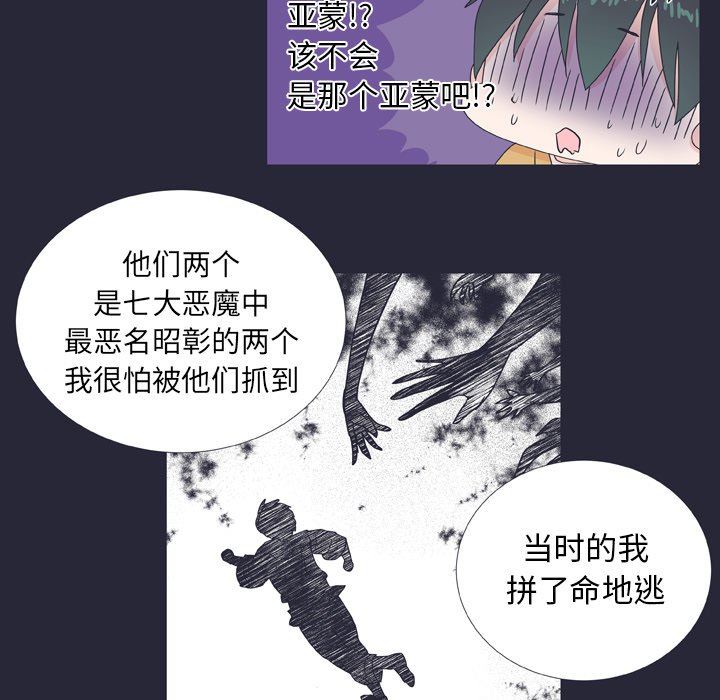 亚蒙!?
该不会
是那个亚蒙吧!?
他们两个
是七大恶魔中
最恶名昭彰的两个
我很怕被他们抓到
当时的我
拼了命地逃